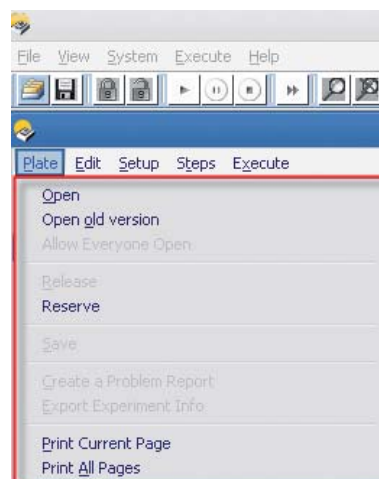 File View System Execute Help
Plate Edit Setup Steps Execute
Open
Open old version
Allow Everyone Open
Release
Reserve
Save
Create a Problem Report
Export Experiment Info
Print Current Page
Print All Pages